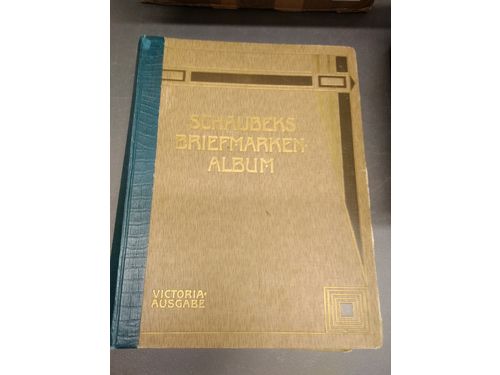 SCHAUBEKS
BRIEFMARKEN-
ALBUM
VICTORIA-
AUSGABE